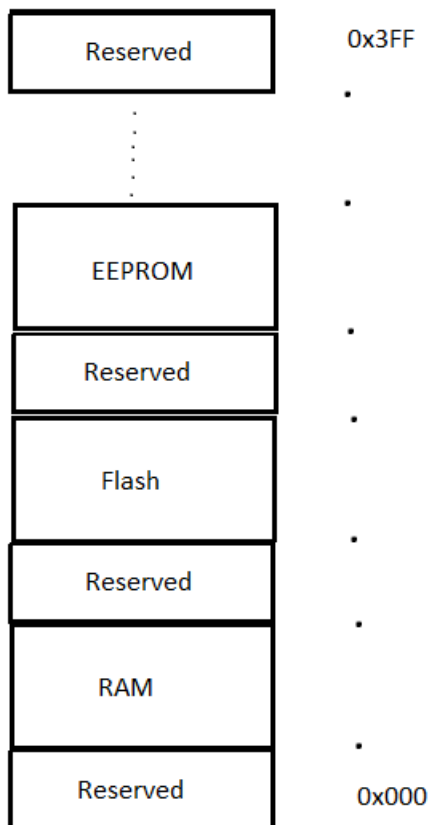 Reserved 0x3FF
EEPROM
Reserved
Flash
Reserved
RAM
Reserved 0x000